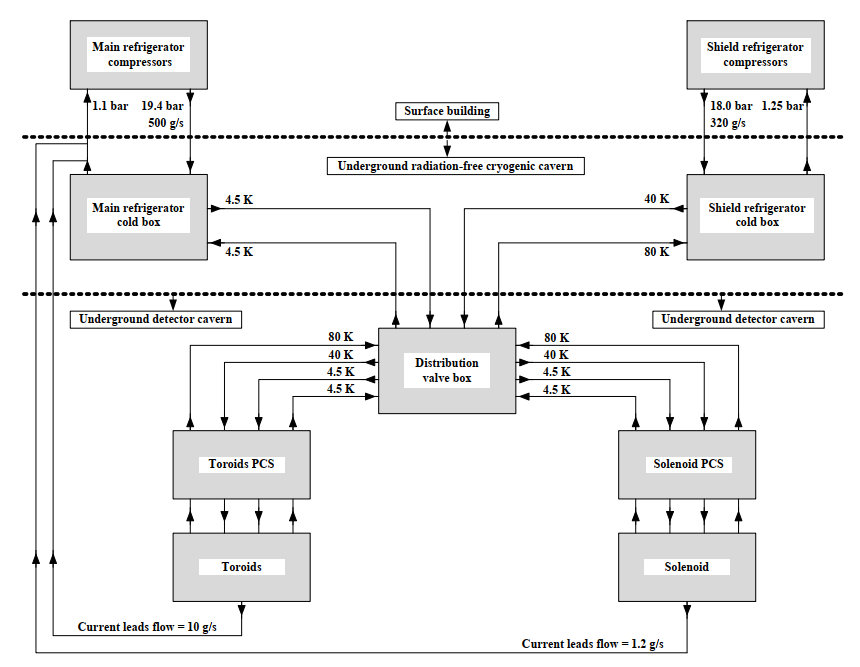 Main refrigerator
compressors
Shield refrigerator
compressors
1.1 bar
19.4 bar
500 g/s
Surface building
18.0 bar
1.25 bar
320 g/s
Underground radiation-free cryogenic cavern
Main refrigerator
cold box
4.5 K
4.5 K
40 K
80 K
Shield refrigerator
cold box
Underground detector cavern
Underground detector cavern
80 K
40 K
4.5 K
4.5 K
Distribution
valve box
80 K
40 K
4.5 K
4.5 K
Toroids PCS
Solenoid PCS
Toroids
Solenoid
Current leads flow = 10 g/s
Current leads flow = 1.2 g/s